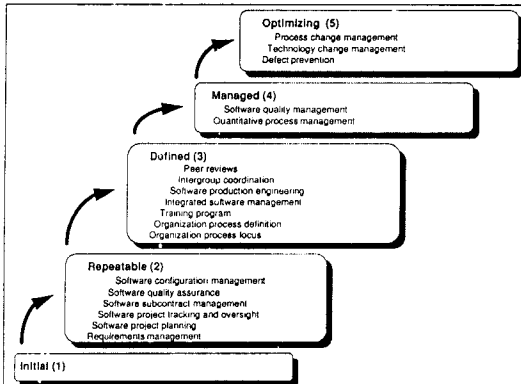 Optimizing (5)
Process change management
Technology change management
Defect prevention
Managed (4)
Software quality management
Quantitative process management
Defined (3)
Peer reviews
Intergroup coordination
Software production engineering
Integrated software management
Training program
Organization process definition
Organization process focus
Repeatable (2)
Software configuration management
Software quality assurance
Software subcontract management
Software project tracking and oversight
Software project planning
Requirements management
Initial (1)